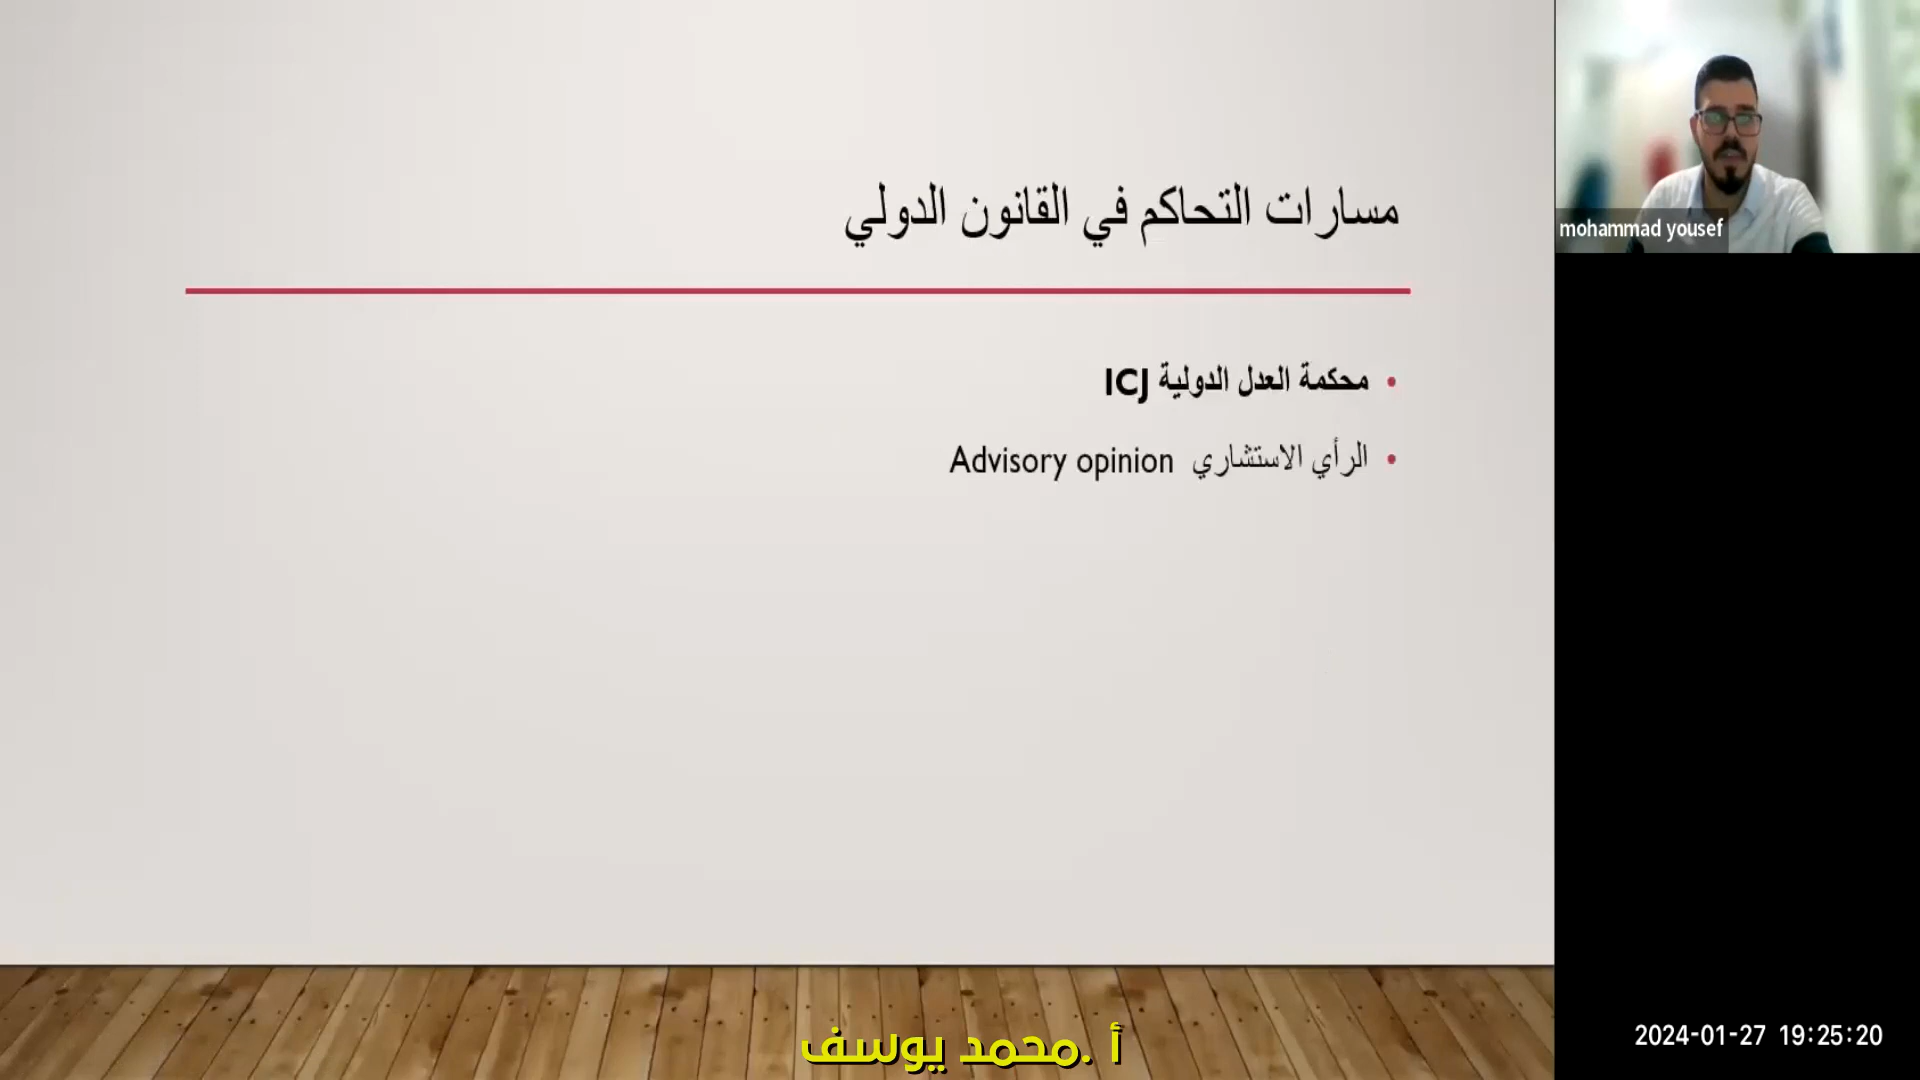 مسارات التحاكم في القانون الدولي
• محكمة العدل الدولية ICJ
• الرأي الاستشاري Advisory opinion
mohammad yousef
أ .محمد يوسف
2024-01-27 19:25:20